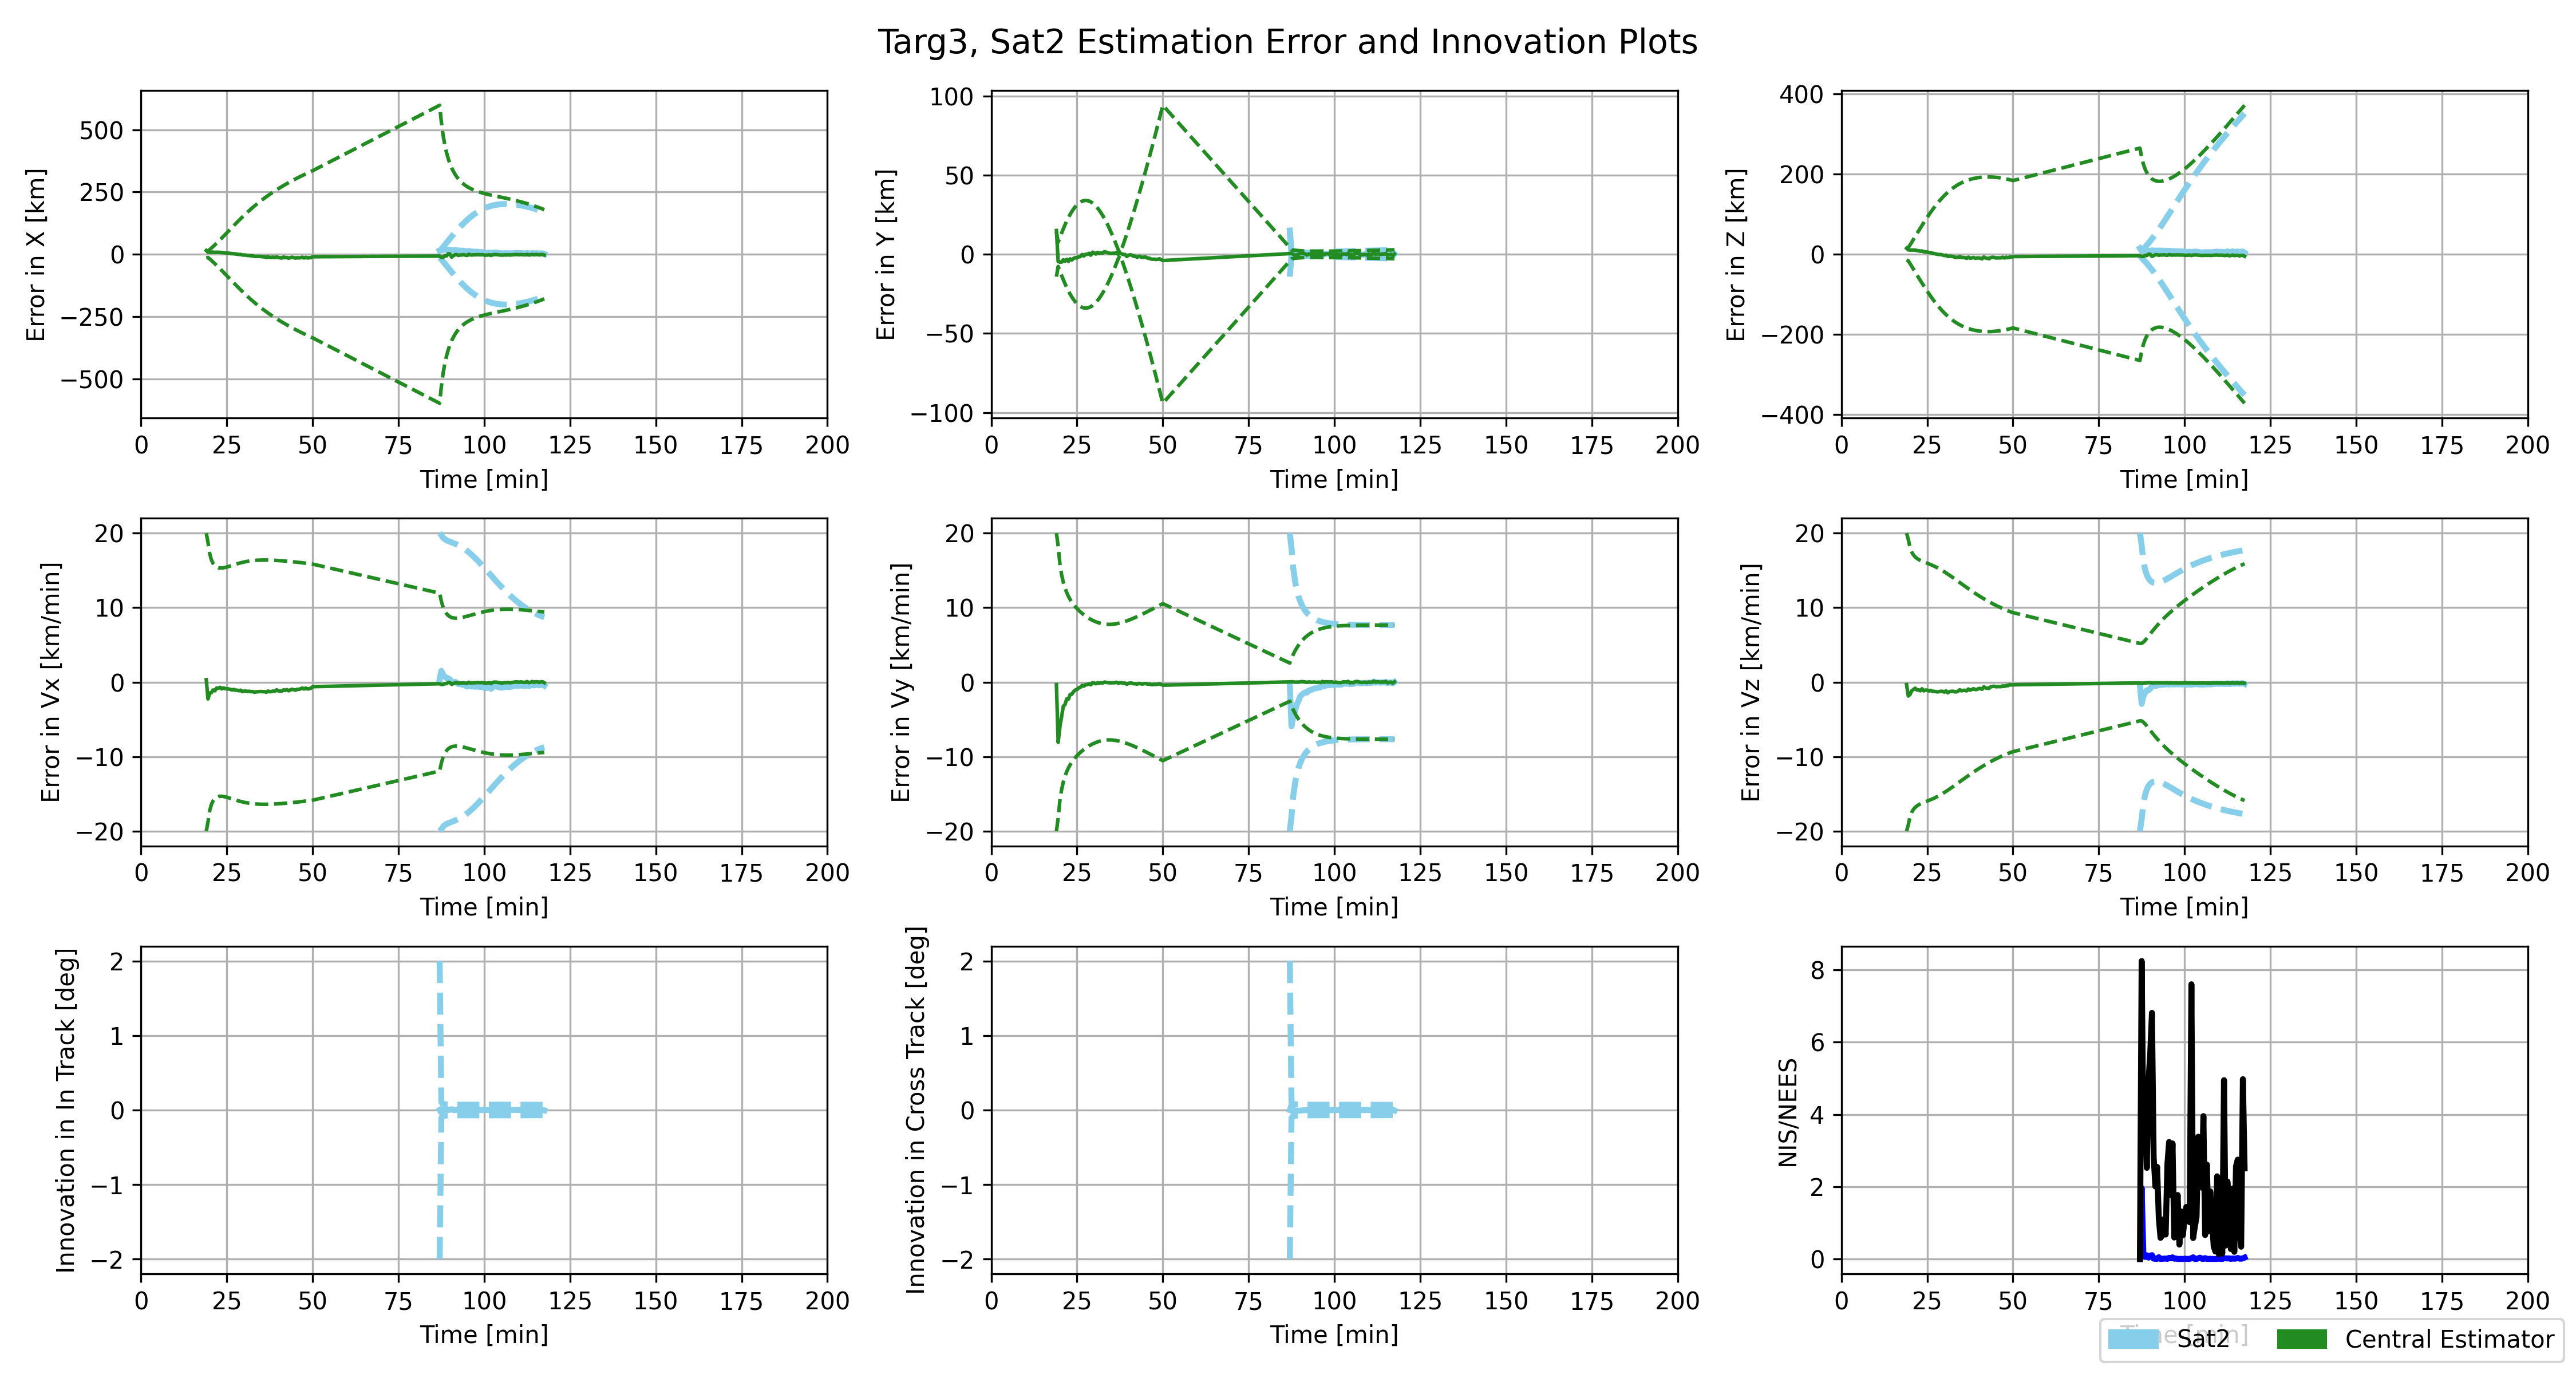 Targ3, Sat2 Estimation Error and Innovation Plots
Error in X [km]
500
250
0
−250
−500
0 25 50 75 100 125 150 175 200
Time [min]
Error in Y [km]
100
50
0
−50
−100
0 25 50 75 100 125 150 175 200
Time [min]
Error in Z [km]
400
200
0
−200
−400
0 25 50 75 100 125 150 175 200
Time [min]
Error in Vx [km/min]
20
10
0
−10
−20
0 25 50 75 100 125 150 175 200
Time [min]
Error in Vy [km/min]
20
10
0
−10
−20
0 25 50 75 100 125 150 175 200
Time [min]
Error in Vz [km/min]
20
10
0
−10
−20
0 25 50 75 100 125 150 175 200
Time [min]
Innovation in In Track [deg]
2
1
0
−1
−2
0 25 50 75 100 125 150 175 200
Time [min]
Innovation in Cross Track [deg]
2
1
0
−1
−2
0 25 50 75 100 125 150 175 200
Time [min]
NIS/NEES
8
6
4
2
0
0 25 50 75 100 125 150 175 200
Time [min]
Sat2 Central Estimator